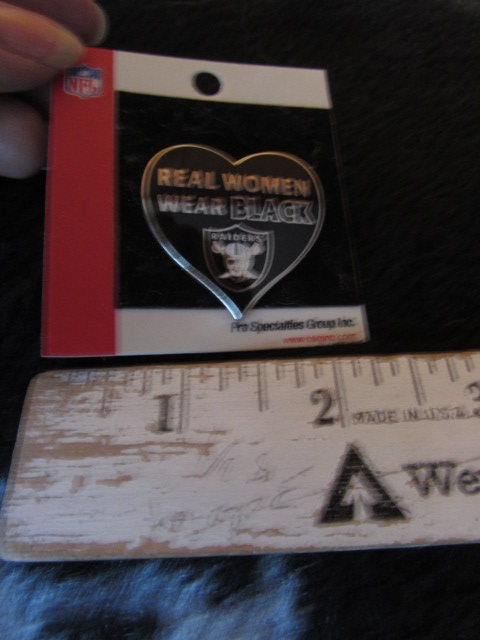 NFL
REAL WOMEN
WEAR BLACK
RAIDERS
Pro Specialties Group Inc.
1
2
MADE IN U.S.A.
We